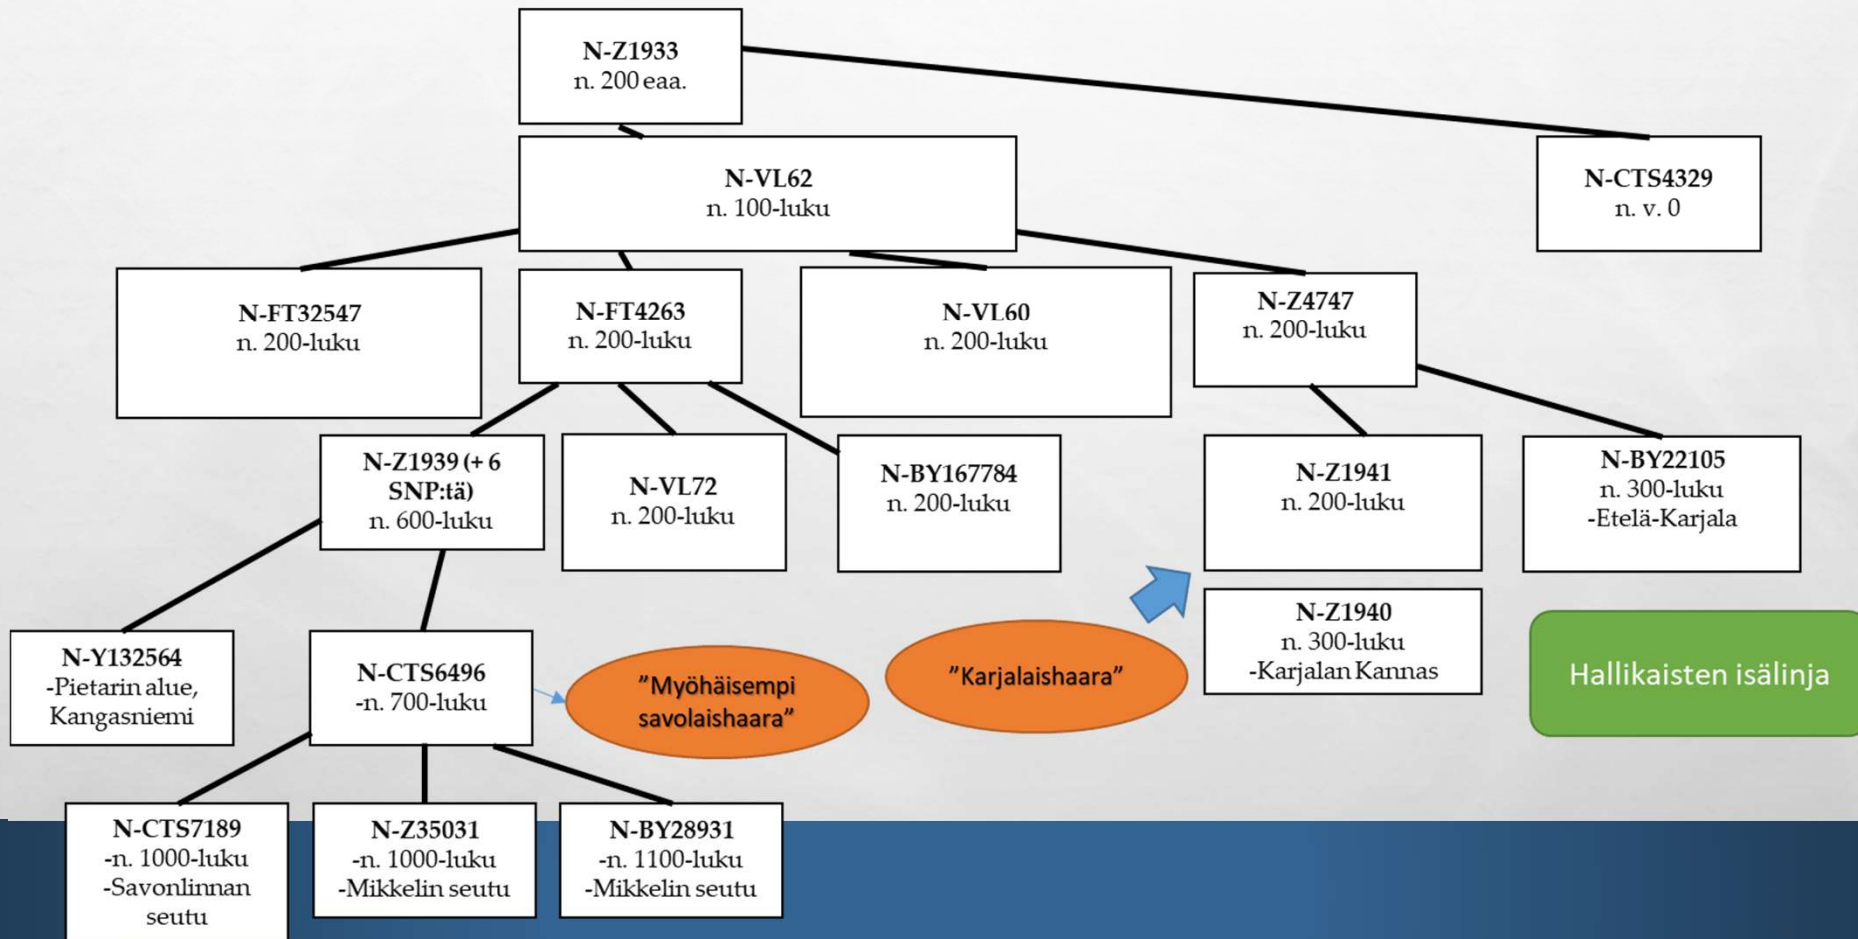 N-Z1933
n. 200 eaa.
N-VL62
n. 100-luku
N-CTS4329
n. v. 0
N-FT32547
n. 200-luku
N-FT4263
n. 200-luku
N-VL60
n. 200-luku
N-Z4747
n. 200-luku
N-Z1939 (+ 6
SNP:tä)
n. 600-luku
N-VL72
n. 200-luku
N-BY167784
n. 200-luku
N-Z1941
n. 200-luku
N-BY22105
n. 300-luku
-Etelä-Karjala
N-Y132564
-Pietarin alue,
Kangasniemi
N-CTS6496
-n. 700-luku
”Myöhäisempi
savolaishaara”
”Karjalaishaara”
N-Z1940
n. 300-luku
-Karjalan Kannas
Hallikaisten isälinja
N-CTS7189
-n. 1000-luku
-Savonlinnan
seutu
N-Z35031
-n. 1000-luku
-Mikkelin seutu
N-BY28931
-n. 1100-luku
-Mikkelin seutu